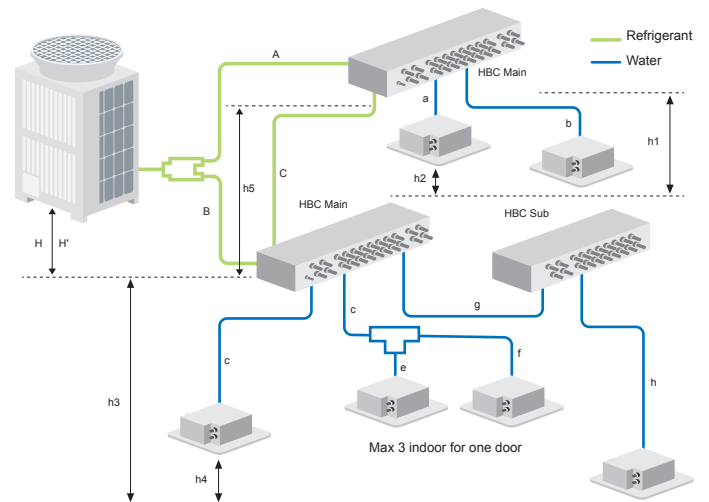 Refrigerant
Water
A
HBC Main
a
b
h1
h2
h5
C
B
HBC Main
HBC Sub
H H'
g
c
c
e
f
h
h3
Max 3 indoor for one door
h4